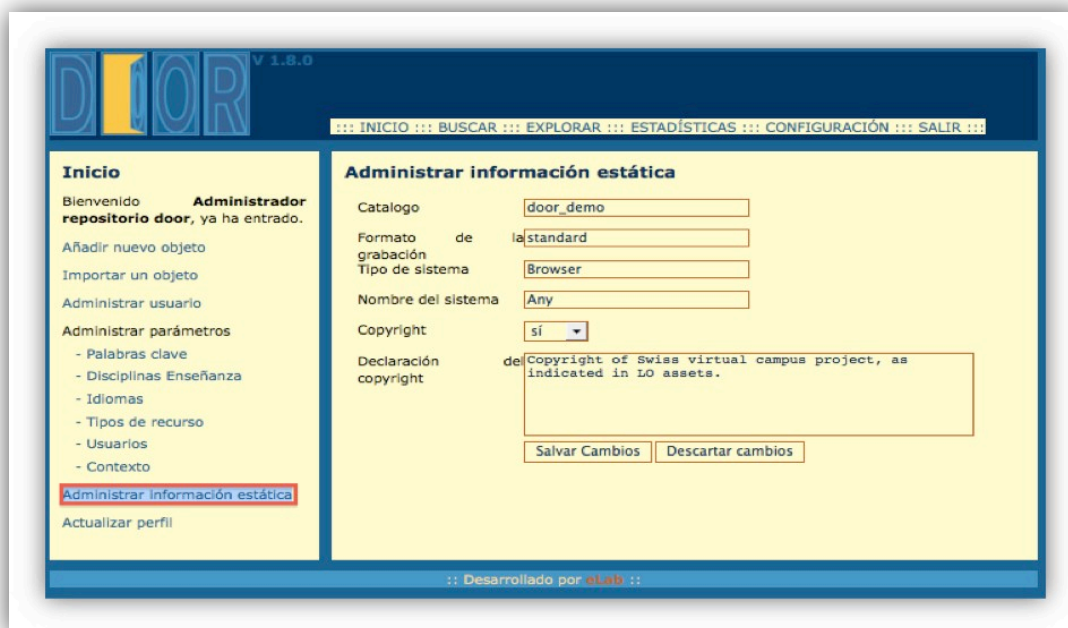 DOOR V 1.8.0
::: INICIO ::: BUSCAR ::: EXPLORAR ::: ESTADÍSTICAS ::: CONFIGURACIÓN ::: SALIR :::
Inicio
Bienvenido Administrador
repositorio door, ya ha entrado.
Añadir nuevo objeto
Importar un objeto
Administrar usuario
Administrar parámetros
- Palabras clave
- Disciplinas Enseñanza
- Idiomas
- Tipos de recurso
- Usuarios
- Contexto
Administrar información estática
Actualizar perfil
Administrar información estática
Catalogo door_demo
Formato de la standard
grabación
Tipo de sistema Browser
Nombre del sistema Any
Copyright sí
Declaración del Copyright of Swiss virtual campus project, as
copyright indicated in LO assets.
Salvar Cambios Descartar cambios
:: Desarrollado por eLab ::